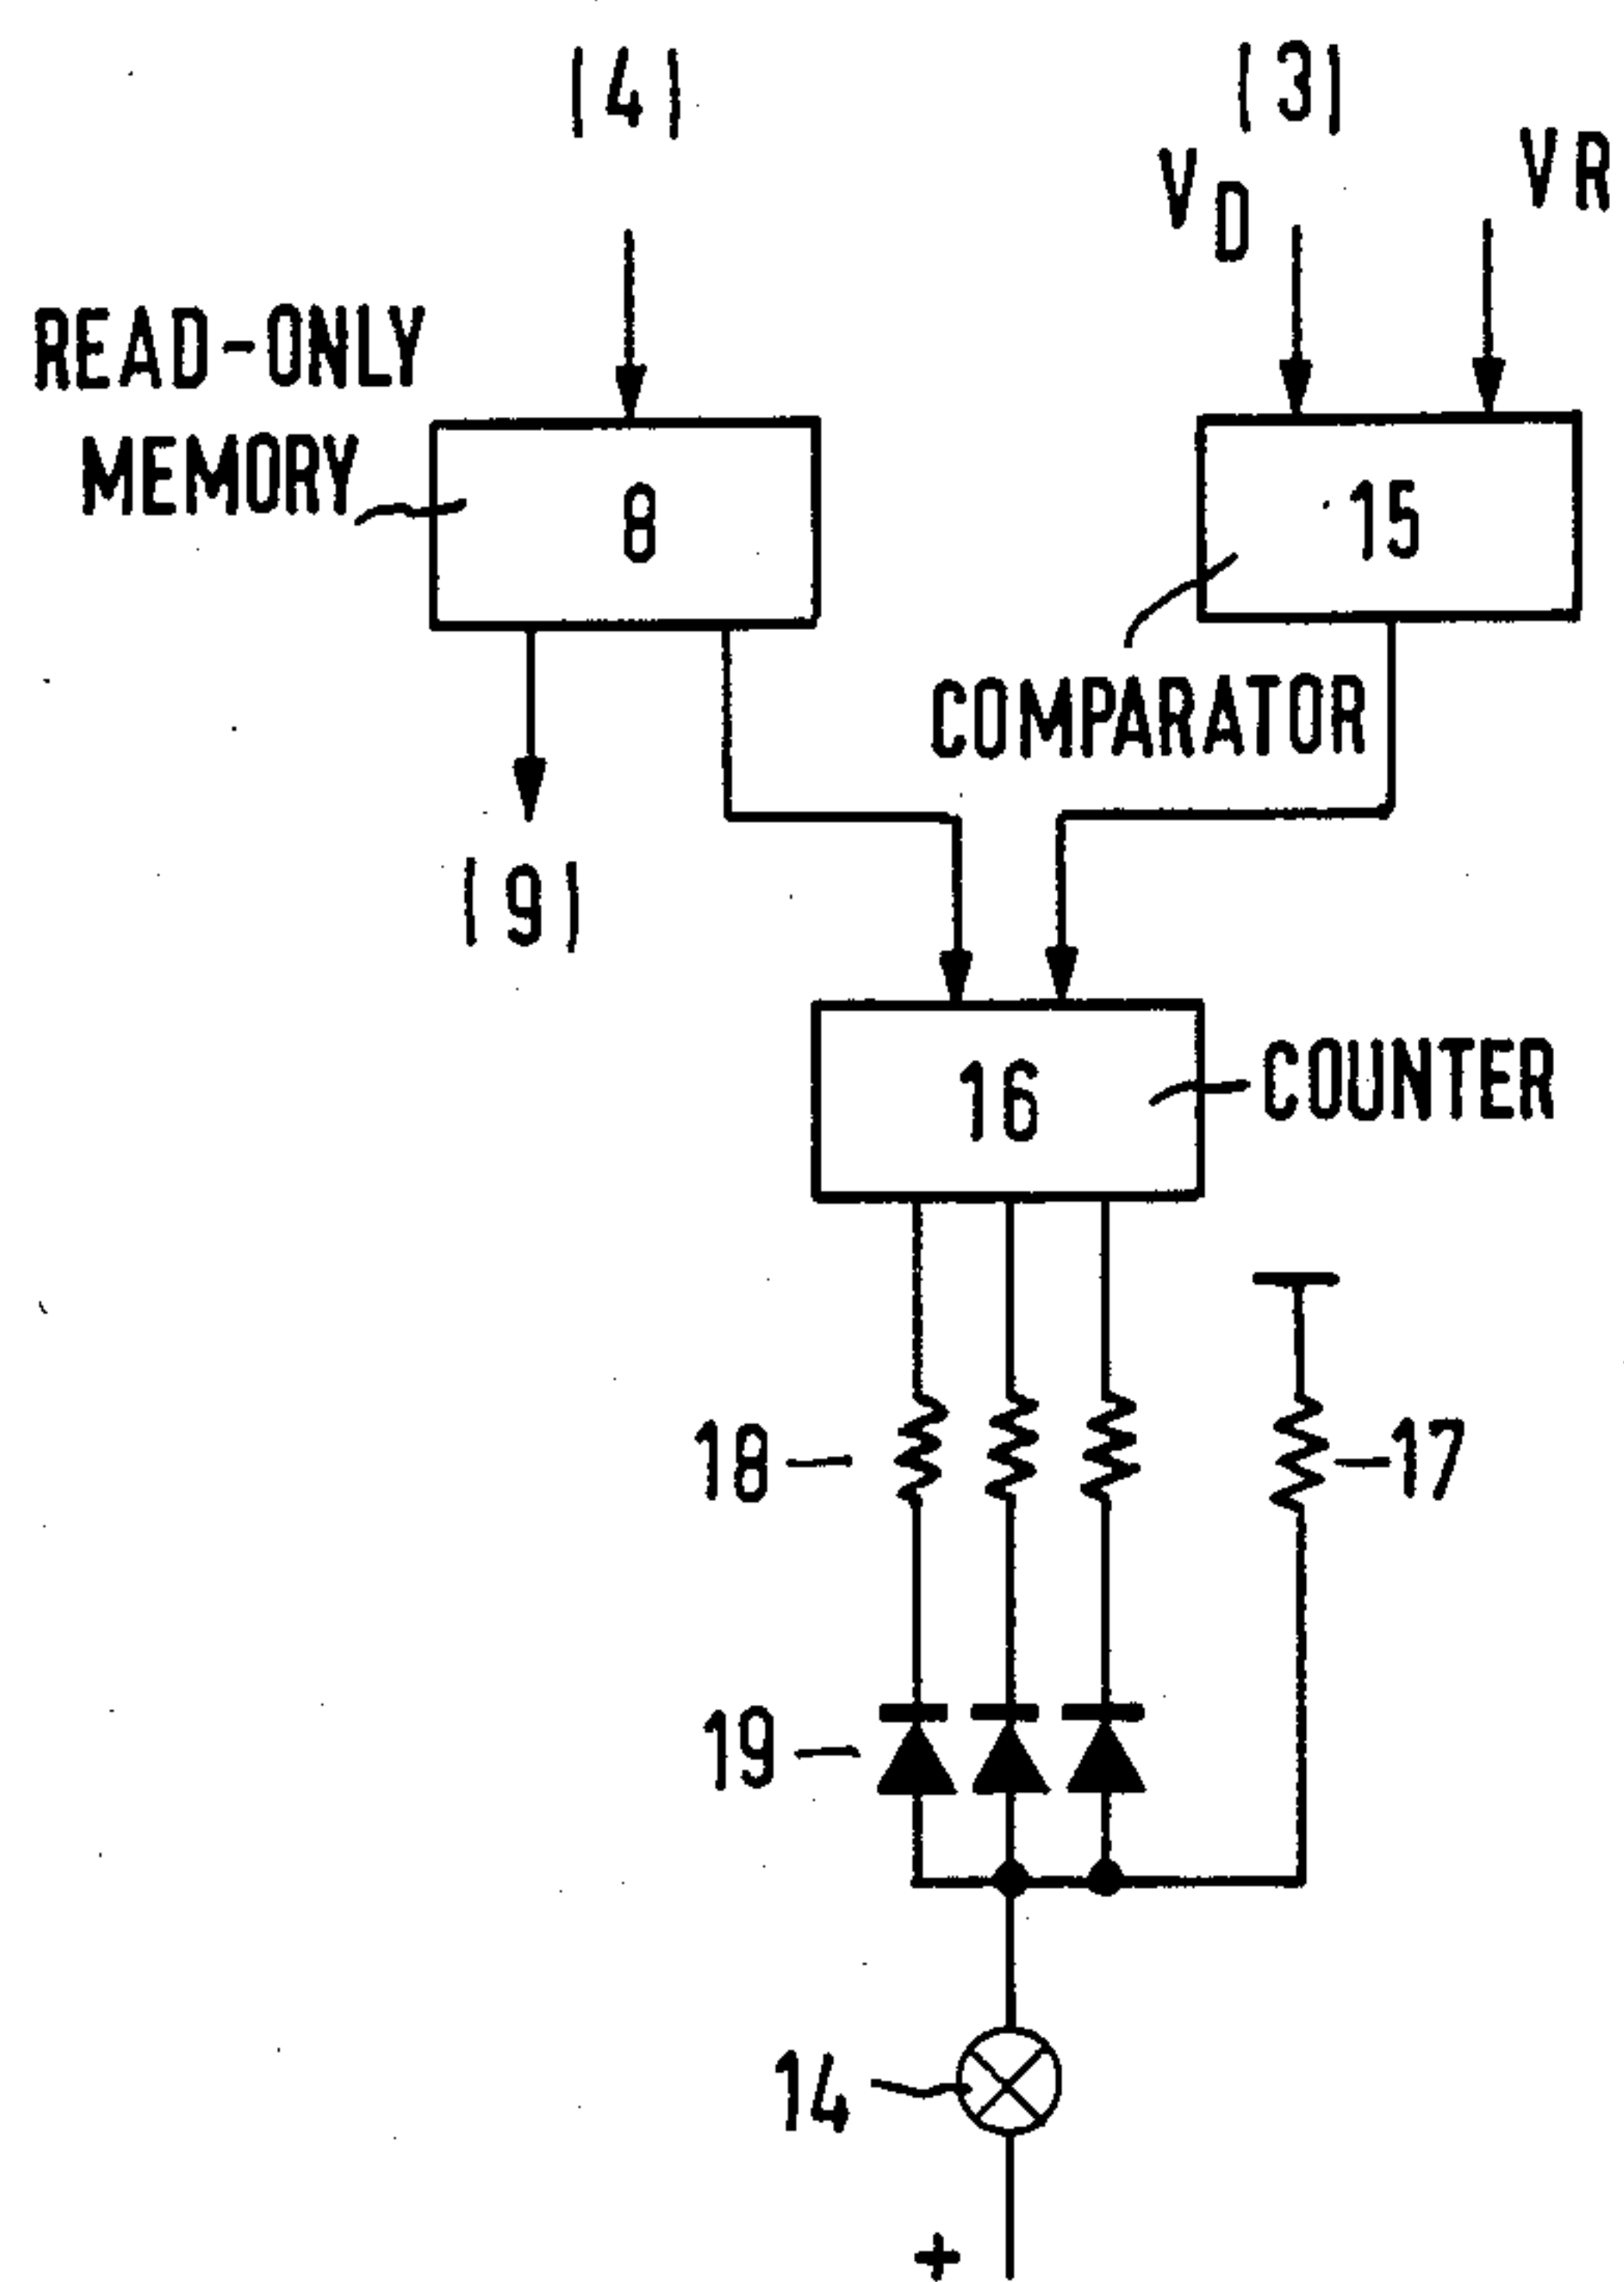 (4)
(3)
VD
VR
READ-ONLY
MEMORY
8
15
COMPARATOR
(9)
16
COUNTER
18
17
19
14
+